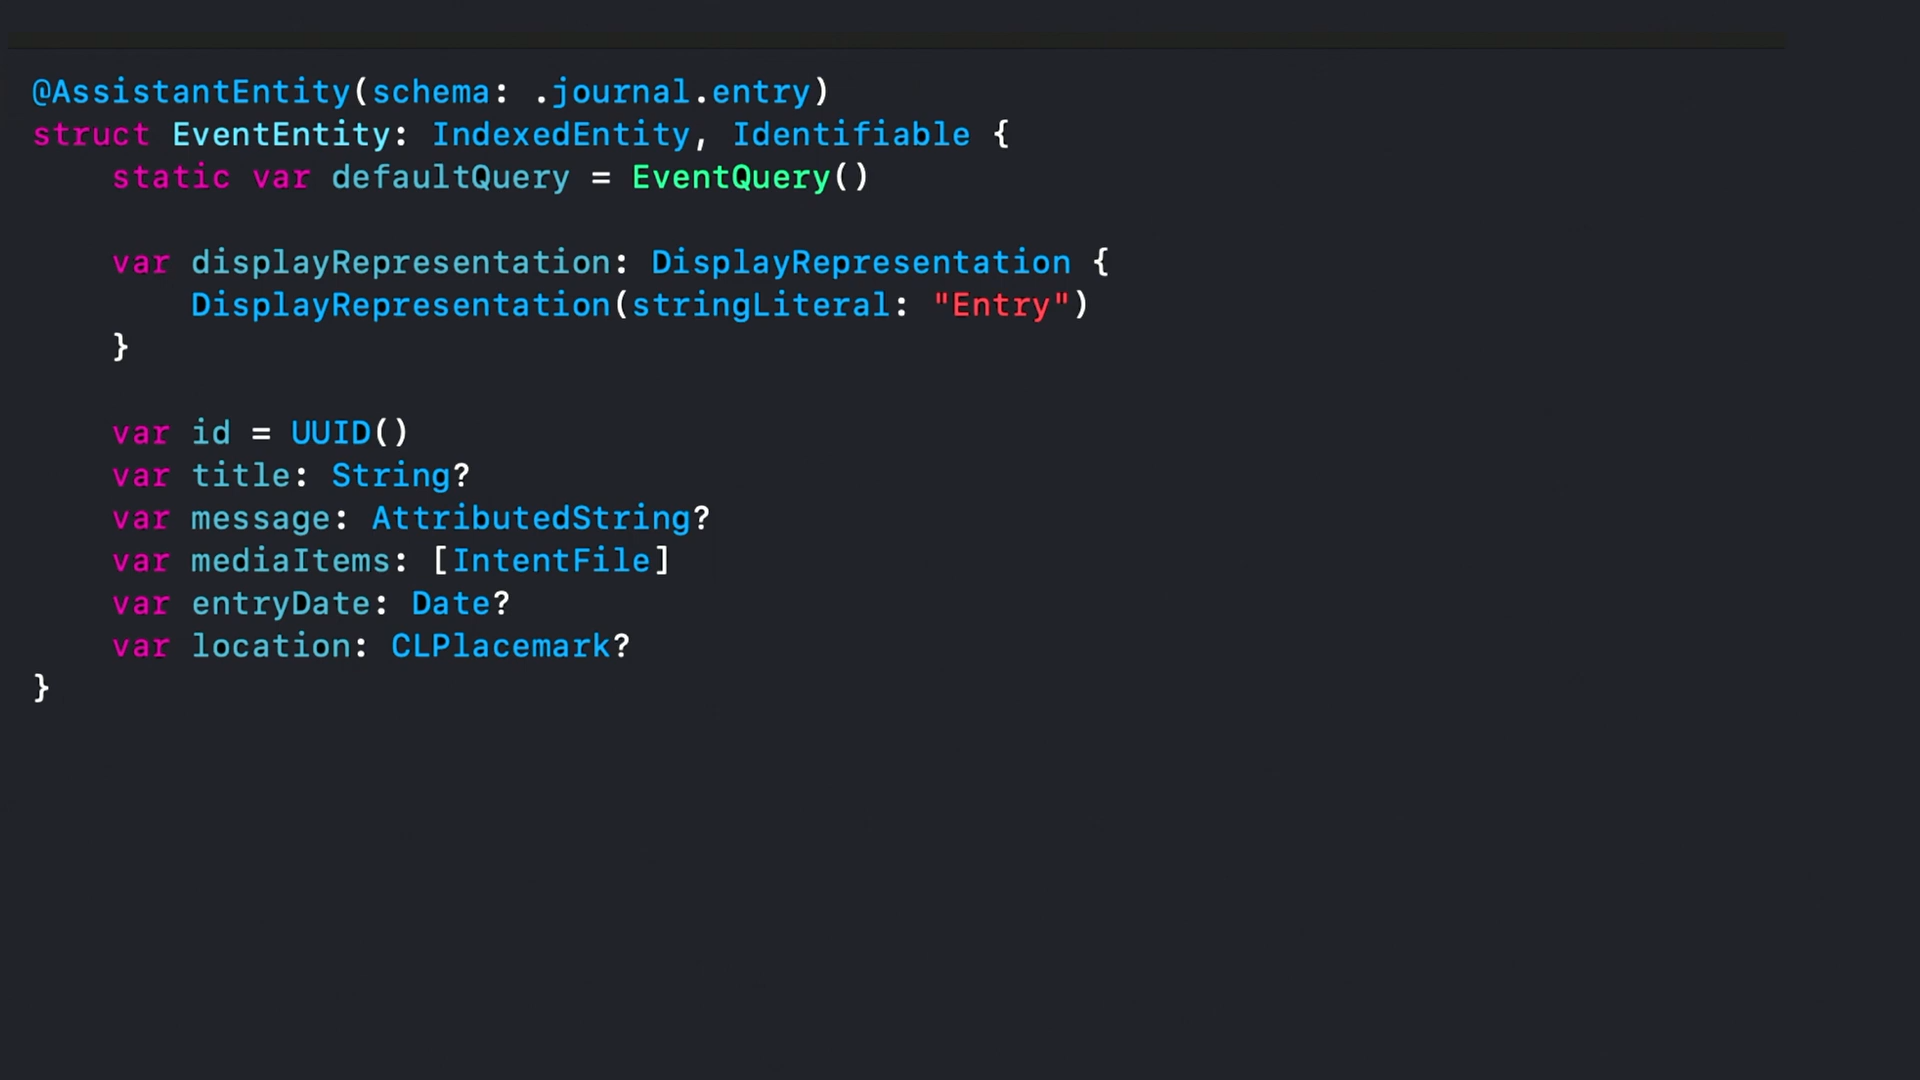 @AssistantEntity(schema: .journal.entry)
struct EventEntity: IndexedEntity, Identifiable {
    static var defaultQuery = EventQuery()

    var displayRepresentation: DisplayRepresentation {
        DisplayRepresentation(stringLiteral: "Entry")
    }

    var id = UUID()
    var title: String?
    var message: AttributedString?
    var mediaItems: [IntentFile]
    var entryDate: Date?
    var location: CLPlacemark?
}